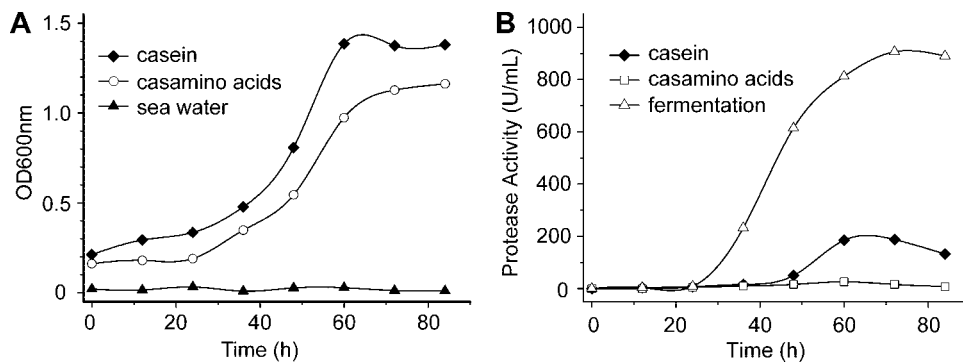 A
OD600nm
1.5
1.0
0.5
0
casein
casamino acids
sea water
0 20 40 60 80
Time (h)
B
Protease Activity (U/mL)
1000
800
600
400
200
0
casein
casamino acids
fermentation
0 20 40 60 80
Time (h)